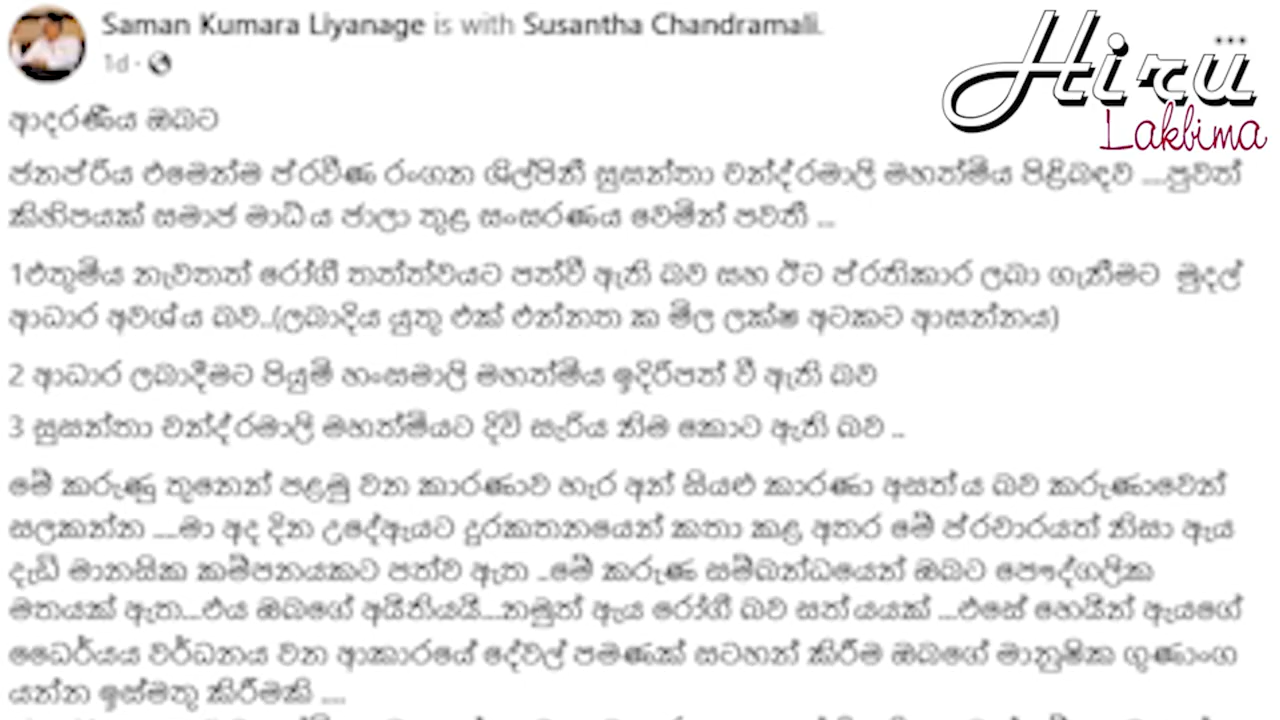 Saman Kumara Liyanage is with Susantha Chandramali.
1d ·
Hirü
Lakbima
ආදරණීය ඔබට
ජනප්රිය එමෙන්ම ප්රවීණ රංගන ශිල්පිනී සුසන්තා චන්ද්රමාලි මහත්මිය පිළිබඳව ....පුවත්
කිහිපයක් සමාජ මාධ්ය ජාලා තුළ සංසරණය වෙමින් පවතී ...
1එතුමිය නැවතත් රෝගී තත්ත්වයට පත්වී ඇති බව සහ ඊට ප්රතිකාර ලබා ගැනීමට මුදල්
ආධාර අවශ්ය බව..(ලබාදිය යුතු එක් එන්නත ක මිල ලක්ෂ අටකට ආසන්නය)
2 ආධාර ලබාදීමට පියුමි හංසමාලි මහත්මිය ඉදිරිපත් වී ඇති බව
3 සුසන්තා චන්ද්රමාලි මහත්මියට දිවි සැරිය නිම කොට ඇති බව ..
මේ කරුණු තුනෙන් පළමු වන කාරණාව හැර අන් සියළු කාරණා අසත්ය බව කරුණාවෙන්
සලකන්න ....මා අද දින උදේඇයට දුරකතනයෙන් කතා කළ අතර මේ ප්රචාරයත් නිසා ඇය
දැඩි මානසික කම්පනයකට පත්ව ඇත ..මේ කරුණ සම්බන්ධයෙන් ඔබට පෞද්ගලික
මතයක් ඇත....එය ඔබගේ අයිතියයි....නමුත් ඇය රෝගී බව සත්යයක් ....එසේ හෙයින් ඇයගේ
ධෛර්යය වර්ධනය වන ආකාරයේ දේවල් පමණක් සටහන් කිරීම ඔබගේ මානුෂික ගුණාංග
යන්න ඉස්මතු කිරීමකි ....